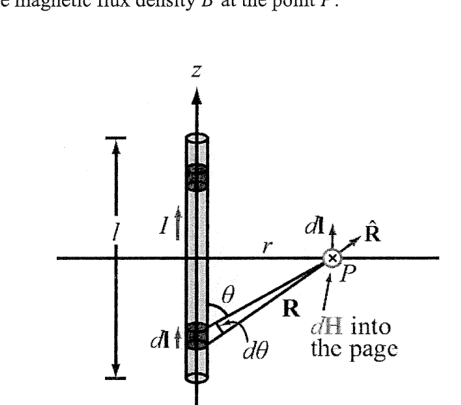 e magnetic flux density B at the point P.
z
l
I
r
dl
R̂
P
θ
R
dl
dθ
dH into
the page